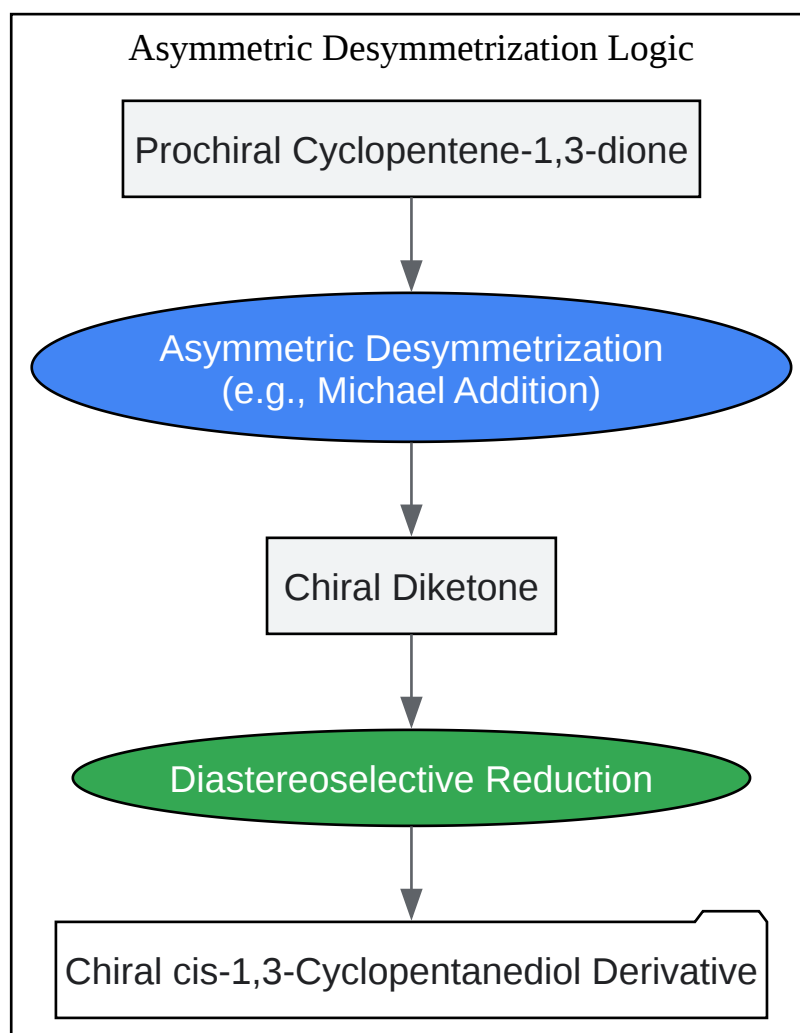 Asymmetric Desymmetrization Logic
Prochiral Cyclopentene-1,3-dione
Asymmetric Desymmetrization
(e.g., Michael Addition)
Chiral Diketone
Diastereoselective Reduction
Chiral cis-1,3-Cyclopentanediol Derivative